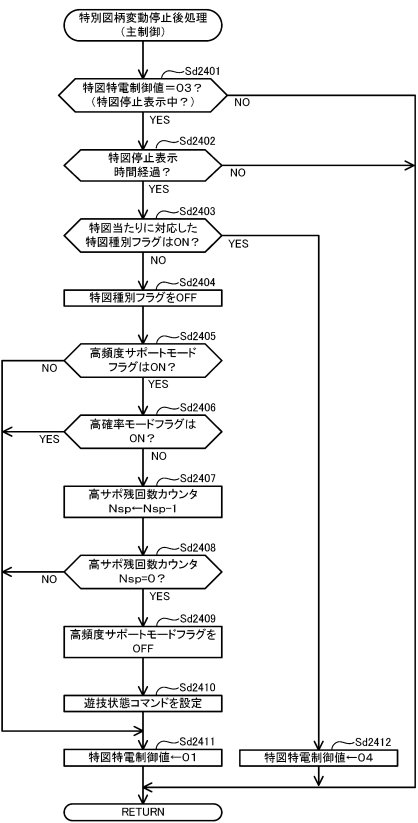 特別図柄変動停止後処理
（主制御）
Sd2401
特図特電制御値＝03？
（特図停止表示中？）
NO
YES
Sd2402
特図停止表示
時間経過？
NO
YES
Sd2403
特図当たりに対応した
特図種別フラグはON？
YES
NO
Sd2404
特図種別フラグをOFF
Sd2405
高頻度サポートモード
フラグはON？
NO
YES
Sd2406
高確率モードフラグは
ON？
YES
NO
Sd2407
高サポ残回数カウンタ
Nsp←Nsp-1
Sd2408
高サポ残回数カウンタ
Nsp=0？
NO
YES
Sd2409
高頻度サポートモードフラグを
OFF
Sd2410
遊技状態コマンドを設定
Sd2411
特図特電制御値←01
Sd2412
特図特電制御値←04
RETURN